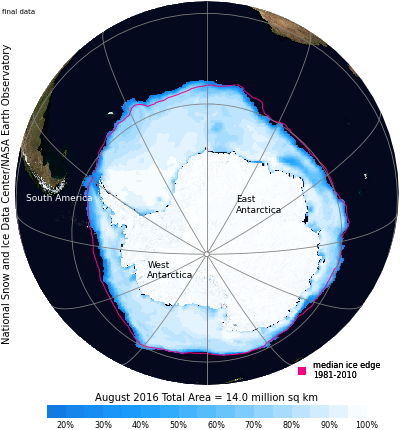 final data
National Snow and Ice Data Center/NASA Earth Observatory
South America
East
Antarctica
West
Antarctica
median ice edge
1981-2010
August 2016 Total Area = 14.0 million sq km
20% 30% 40% 50% 60% 70% 80% 90% 100%